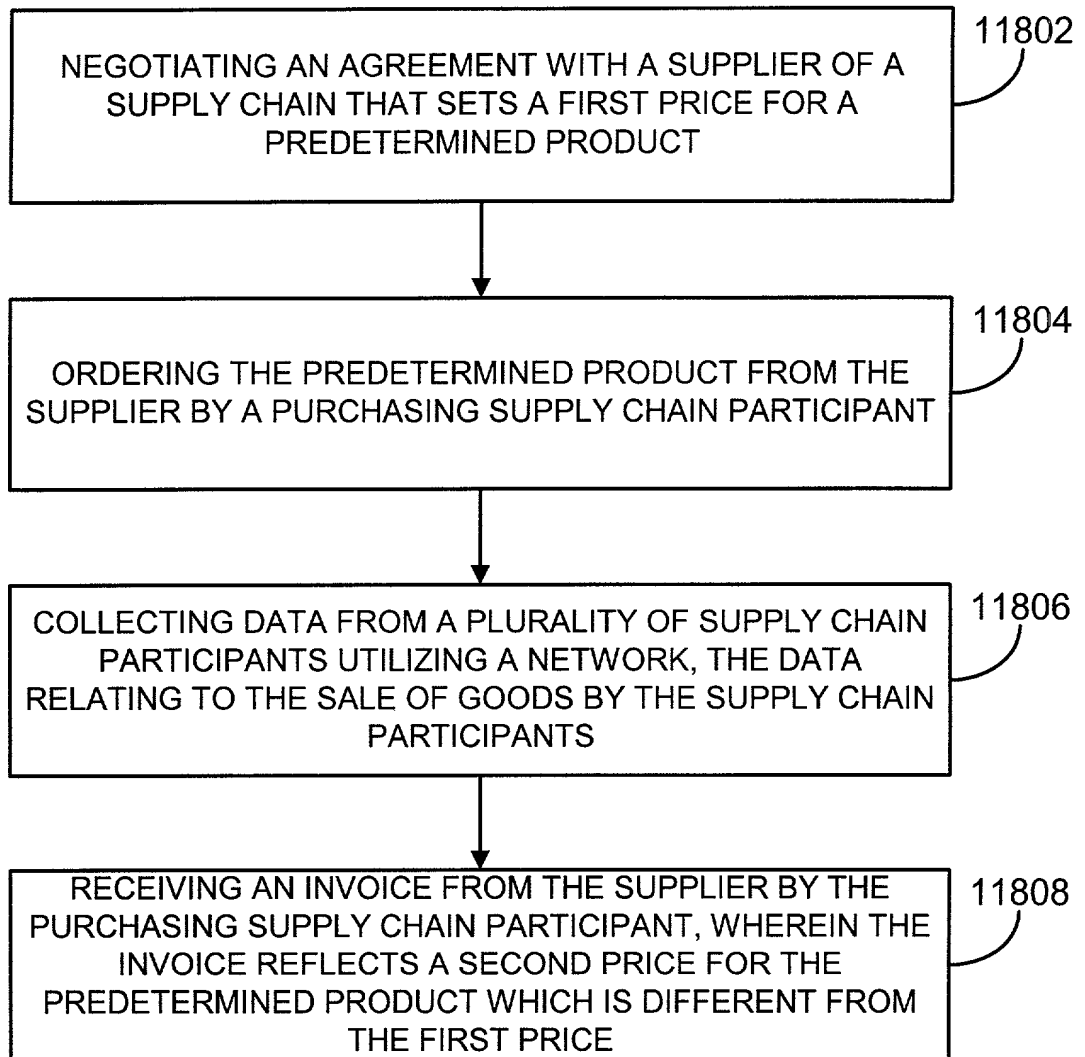 11802
NEGOTIATING AN AGREEMENT WITH A SUPPLIER OF A
SUPPLY CHAIN THAT SETS A FIRST PRICE FOR A
PREDETERMINED PRODUCT
11804
ORDERING THE PREDETERMINED PRODUCT FROM THE
SUPPLIER BY A PURCHASING SUPPLY CHAIN PARTICIPANT
11806
COLLECTING DATA FROM A PLURALITY OF SUPPLY CHAIN
PARTICIPANTS UTILIZING A NETWORK, THE DATA
RELATING TO THE SALE OF GOODS BY THE SUPPLY CHAIN
PARTICIPANTS
11808
RECEIVING AN INVOICE FROM THE SUPPLIER BY THE
PURCHASING SUPPLY CHAIN PARTICIPANT, WHEREIN THE
INVOICE REFLECTS A SECOND PRICE FOR THE
PREDETERMINED PRODUCT WHICH IS DIFFERENT FROM
THE FIRST PRICE